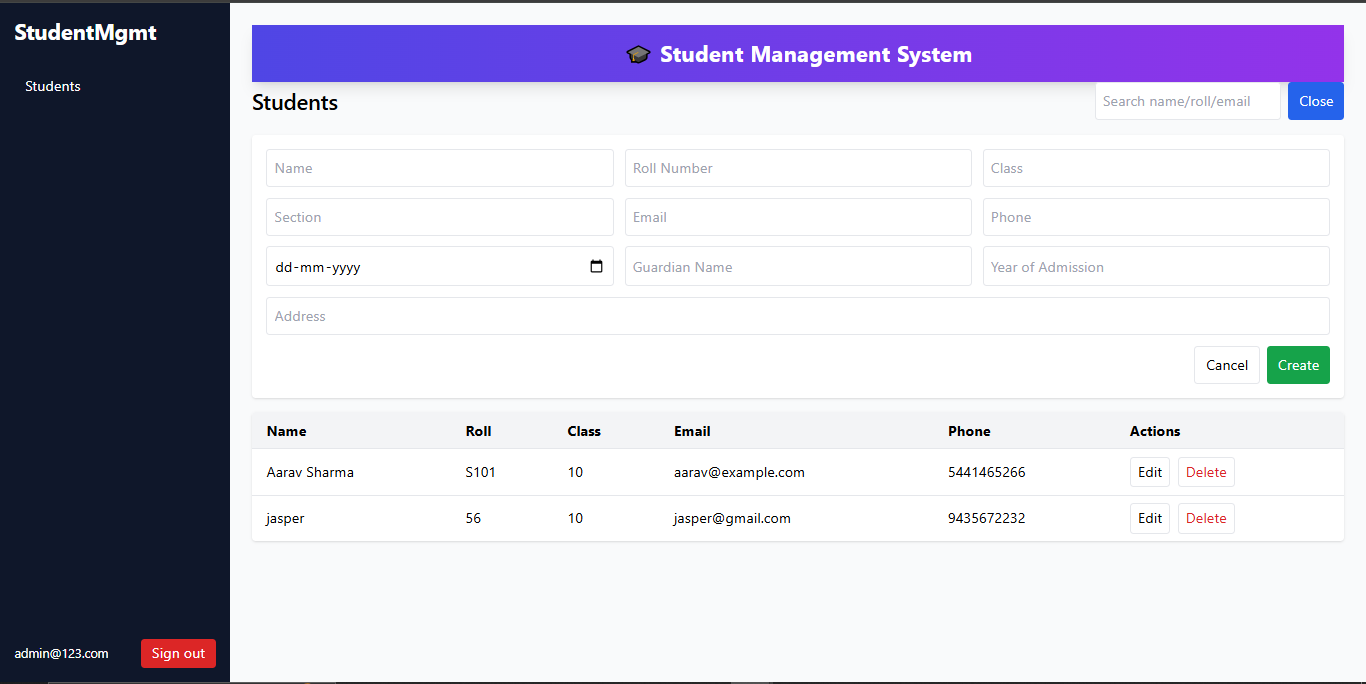 StudentMgmt
Students
🎓 Student Management System
Students
Search name/roll/email Close
Name Roll Number Class
Section Email Phone
dd-mm-yyyy Guardian Name Year of Admission
Address
Cancel Create
Name Roll Class Email Phone Actions
Aarav Sharma S101 10 aarav@example.com 5441465266 Edit Delete
jasper 56 10 jasper@gmail.com 9435672232 Edit Delete
admin@123.com Sign out